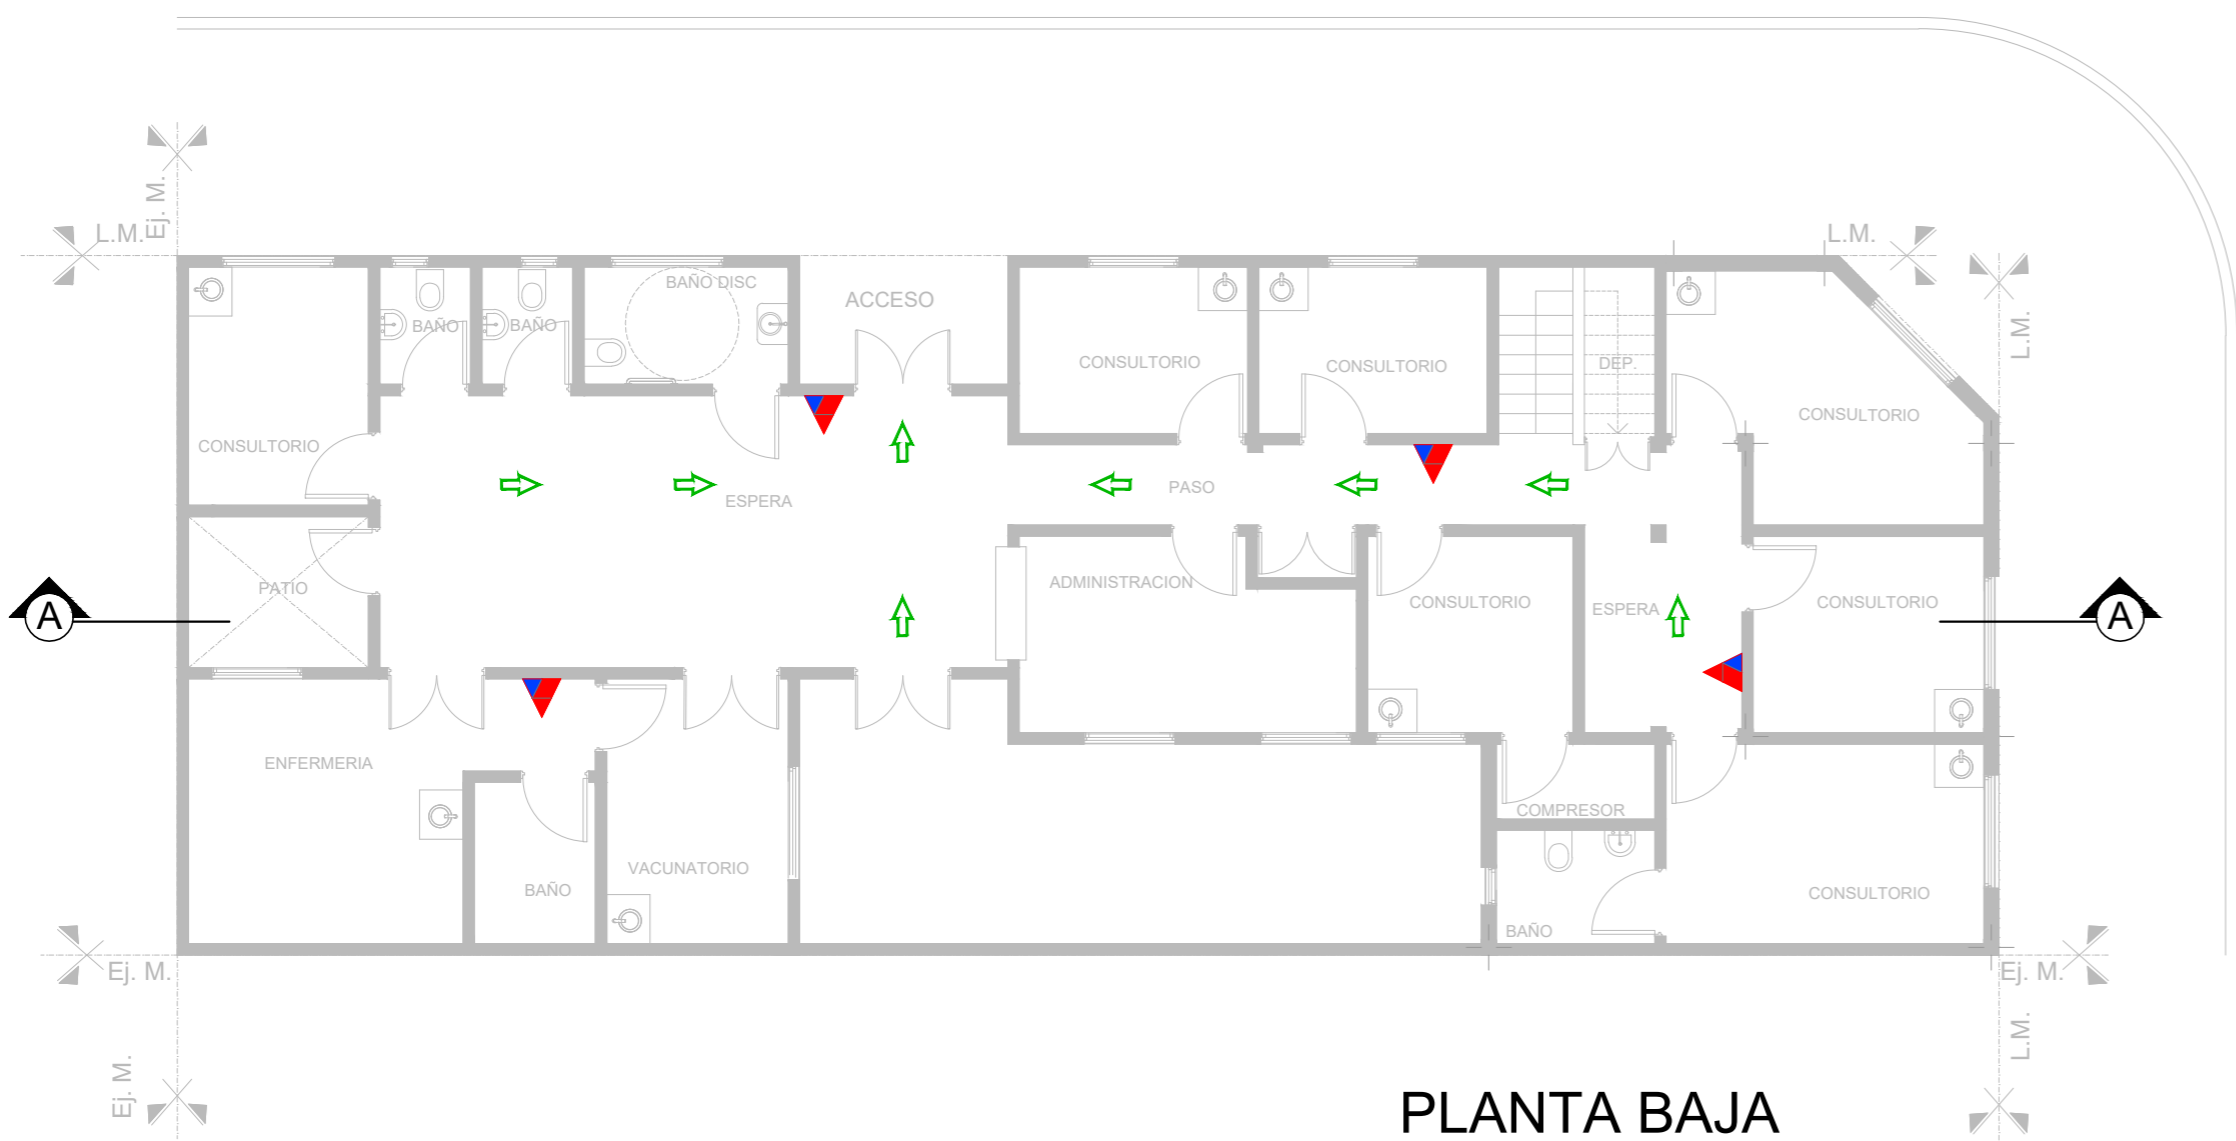 Ej. M.
L.M.
L.M.
L.M.
BAÑO DISC
ACCESO
BAÑO
BAÑO
CONSULTORIO
CONSULTORIO
DEP.
CONSULTORIO
CONSULTORIO
PASO
ESPERA
PATIO
ADMINISTRACION
CONSULTORIO
ESPERA
CONSULTORIO
A
A
ENFERMERIA
COMPRESOR
VACUNATORIO
BAÑO
CONSULTORIO
BAÑO
Ej. M.
Ej. M.
L.M.
Ej. M.
PLANTA BAJA